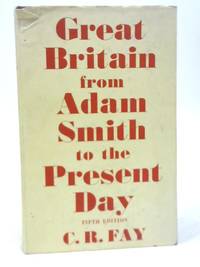 Great
Britain
from
Adam
Smith
to the
Present
Day
FIFTH EDITION
C. R. FAY